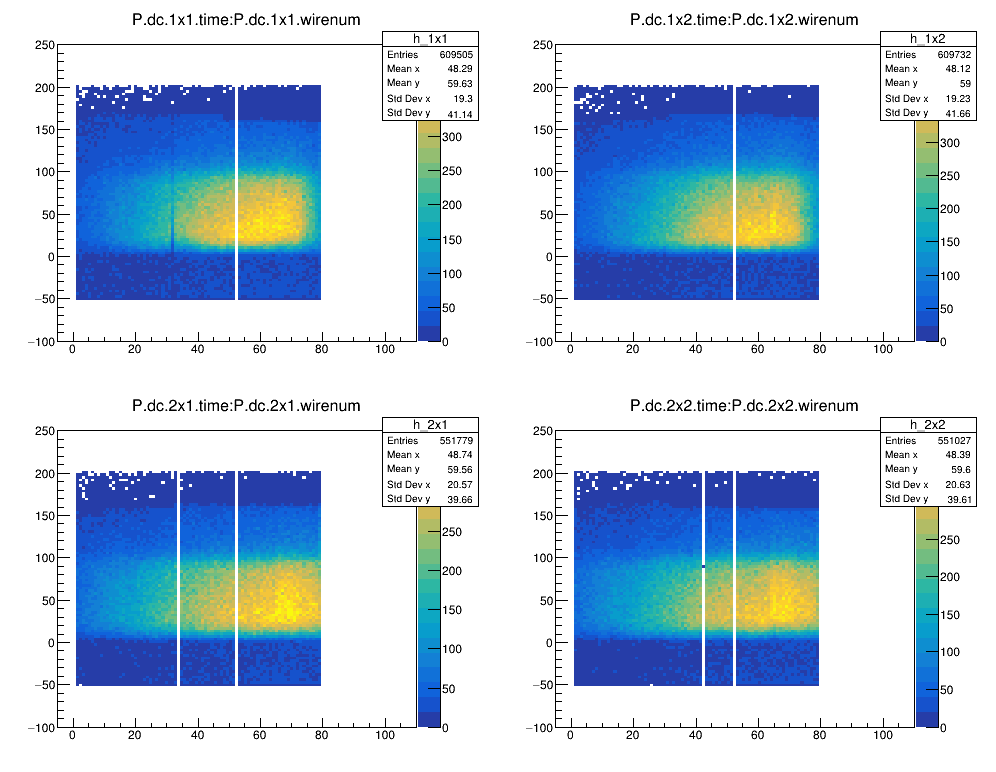 P.dc.1x1.time:P.dc.1x1.wirenum
h_1x1
Entries 609505
Mean x 48.29
Mean y 59.63
Std Dev x 19.3
Std Dev y 41.14
250
200
150
100
50
0
−50
−100
0 20 40 60 80 100
300
250
200
150
100
50
0
P.dc.1x2.time:P.dc.1x2.wirenum
h_1x2
Entries 609732
Mean x 48.12
Mean y 59
Std Dev x 19.23
Std Dev y 41.66
250
200
150
100
50
0
−50
−100
0 20 40 60 80 100
300
250
200
150
100
50
0
P.dc.2x1.time:P.dc.2x1.wirenum
h_2x1
Entries 551779
Mean x 48.74
Mean y 59.56
Std Dev x 20.57
Std Dev y 39.66
250
200
150
100
50
0
−50
−100
0 20 40 60 80 100
250
200
150
100
50
0
P.dc.2x2.time:P.dc.2x2.wirenum
h_2x2
Entries 551027
Mean x 48.39
Mean y 59.6
Std Dev x 20.63
Std Dev y 39.61
250
200
150
100
50
0
−50
−100
0 20 40 60 80 100
250
200
150
100
50
0